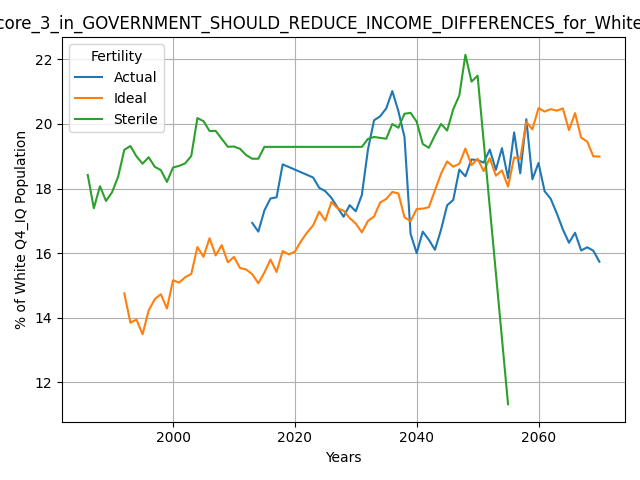 core_3_in_GOVERNMENT_SHOULD_REDUCE_INCOME_DIFFERENCES_for_White
Fertility
Actual
Ideal
Sterile
% of White Q4_IQ Population
22
20
18
16
14
12
2000 2020 2040 2060
Years